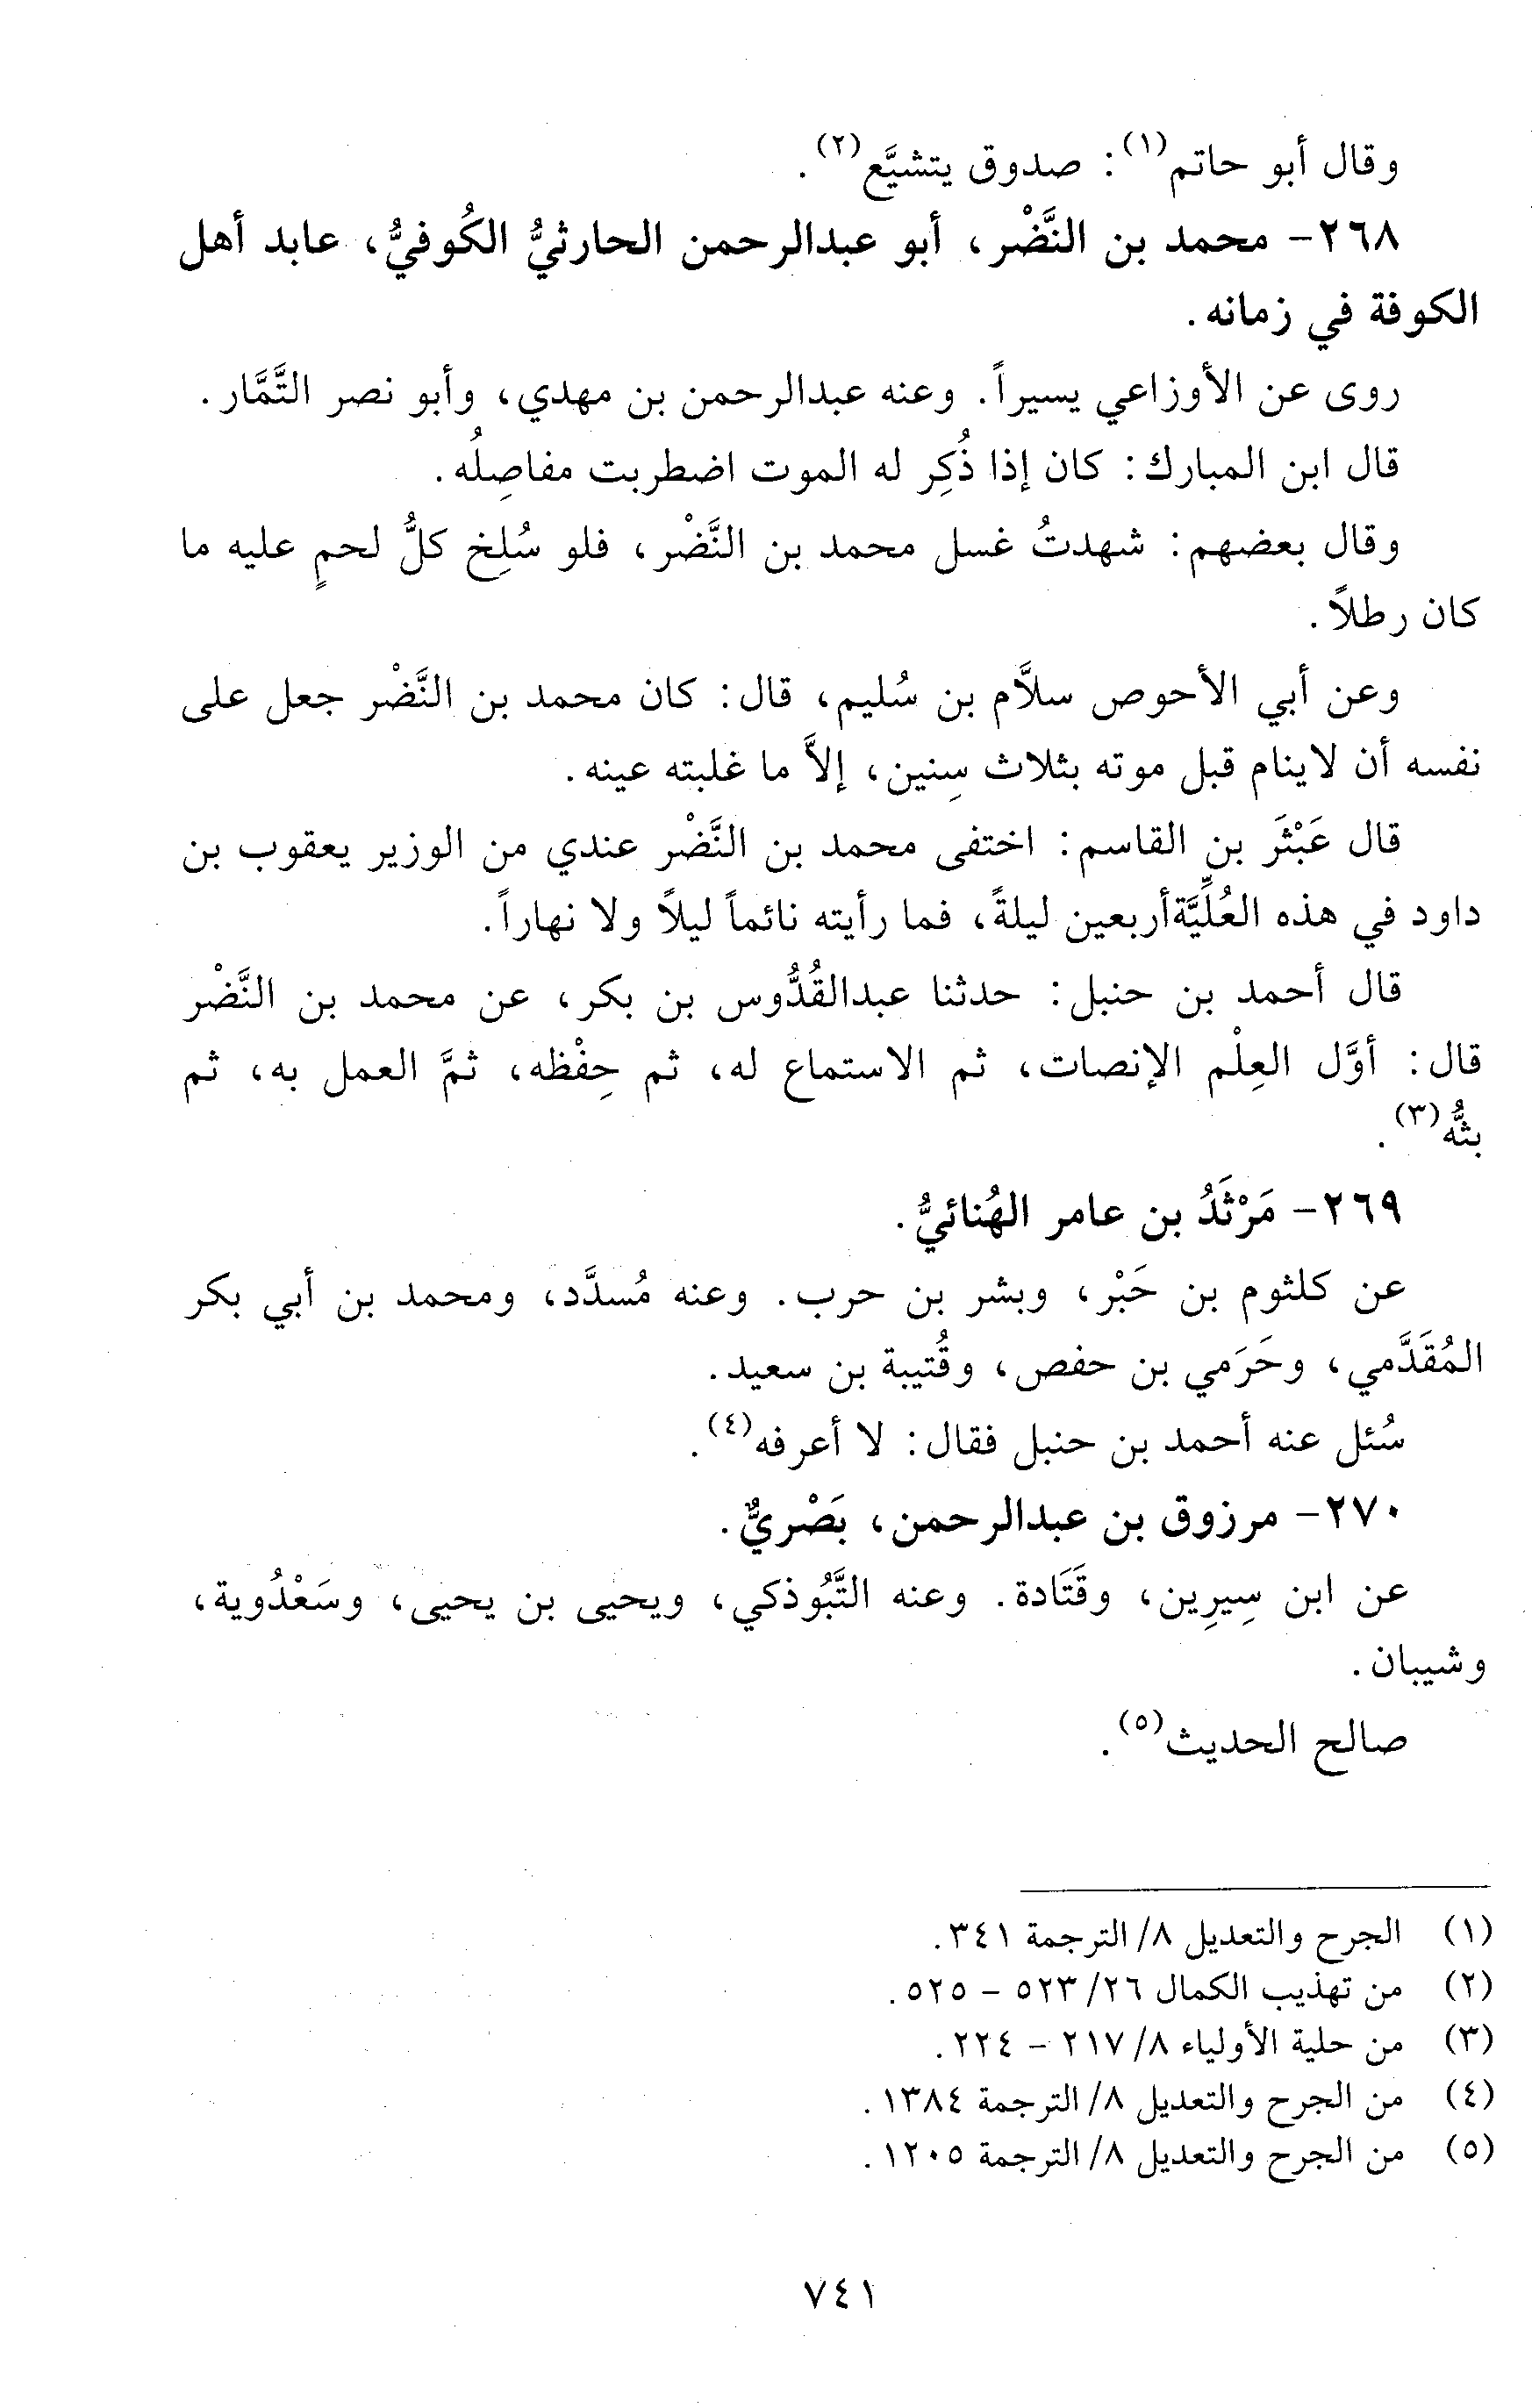 وقال أبو حاتم(١): صدوق يتشيَّع(٢).
٢٦٨- محمد بن النَّضْر، أبو عبدالرحمن الحارثيُّ الكُوفيُّ، عابد أهل
الكوفة في زمانه.
روى عن الأوزاعي يسيراً. وعنه عبدالرحمن بن مهدي، وأبو نصر التَّمَّار.
قال ابن المبارك: كان إذا ذُكِر له الموت اضطربت مفاصِلُه.
وقال بعضهم: شهدتُ غسل محمد بن النَّضْر، فلو سُلِخ كلُّ لحمٍ عليه ما
كان رطلاً.
وعن أبي الأحوص سلاَّم بن سُليم، قال: كان محمد بن النَّضْر جعل على
نفسه أن لاينام قبل موته بثلاث سِنين، إلاَّ ما غلبته عينه.
قال عَبْثَر بن القاسم: اختفى محمد بن النَّضْر عندي من الوزير يعقوب بن
داود في هذه العُلِّيَّةأربعين ليلةً، فما رأيته نائماً ليلاً ولا نهاراً.
قال أحمد بن حنبل: حدثنا عبدالقُدُّوس بن بكر، عن محمد بن النَّضْر
قال: أوَّل العِلْم الإنصات، ثم الاستماع له، ثم حِفْظه، ثمَّ العمل به، ثم
بثُّه(٣).
٢٦٩- مَرْثَدُ بن عامر الهُنائيُّ.
عن كلثوم بن حَبْر، وبشر بن حرب. وعنه مُسدَّد، ومحمد بن أبي بكر
المُقَدَّمي، وحَرَمي بن حفص، وقُتيبة بن سعيد.
سُئل عنه أحمد بن حنبل فقال: لا أعرفه(٤).
٢٧٠- مرزوق بن عبدالرحمن، بَصْريٌّ.
عن ابن سِيرِين، وقَتَادة. وعنه التَّبُوذكي، ويحيى بن يحيى، وسَعْدُوية،
وشيبان.
صالح الحديث(٥).
(١) الجرح والتعديل ٨/ الترجمة ٣٤١.
(٢) من تهذيب الكمال ٢٦/ ٥٢٣ - ٥٢٥.
(٣) من حلية الأولياء ٨/ ٢١٧ - ٢٢٤.
(٤) من الجرح والتعديل ٨/ الترجمة ١٣٨٤.
(٥) من الجرح والتعديل ٨/ الترجمة ١٢٠٥.
٧٤١